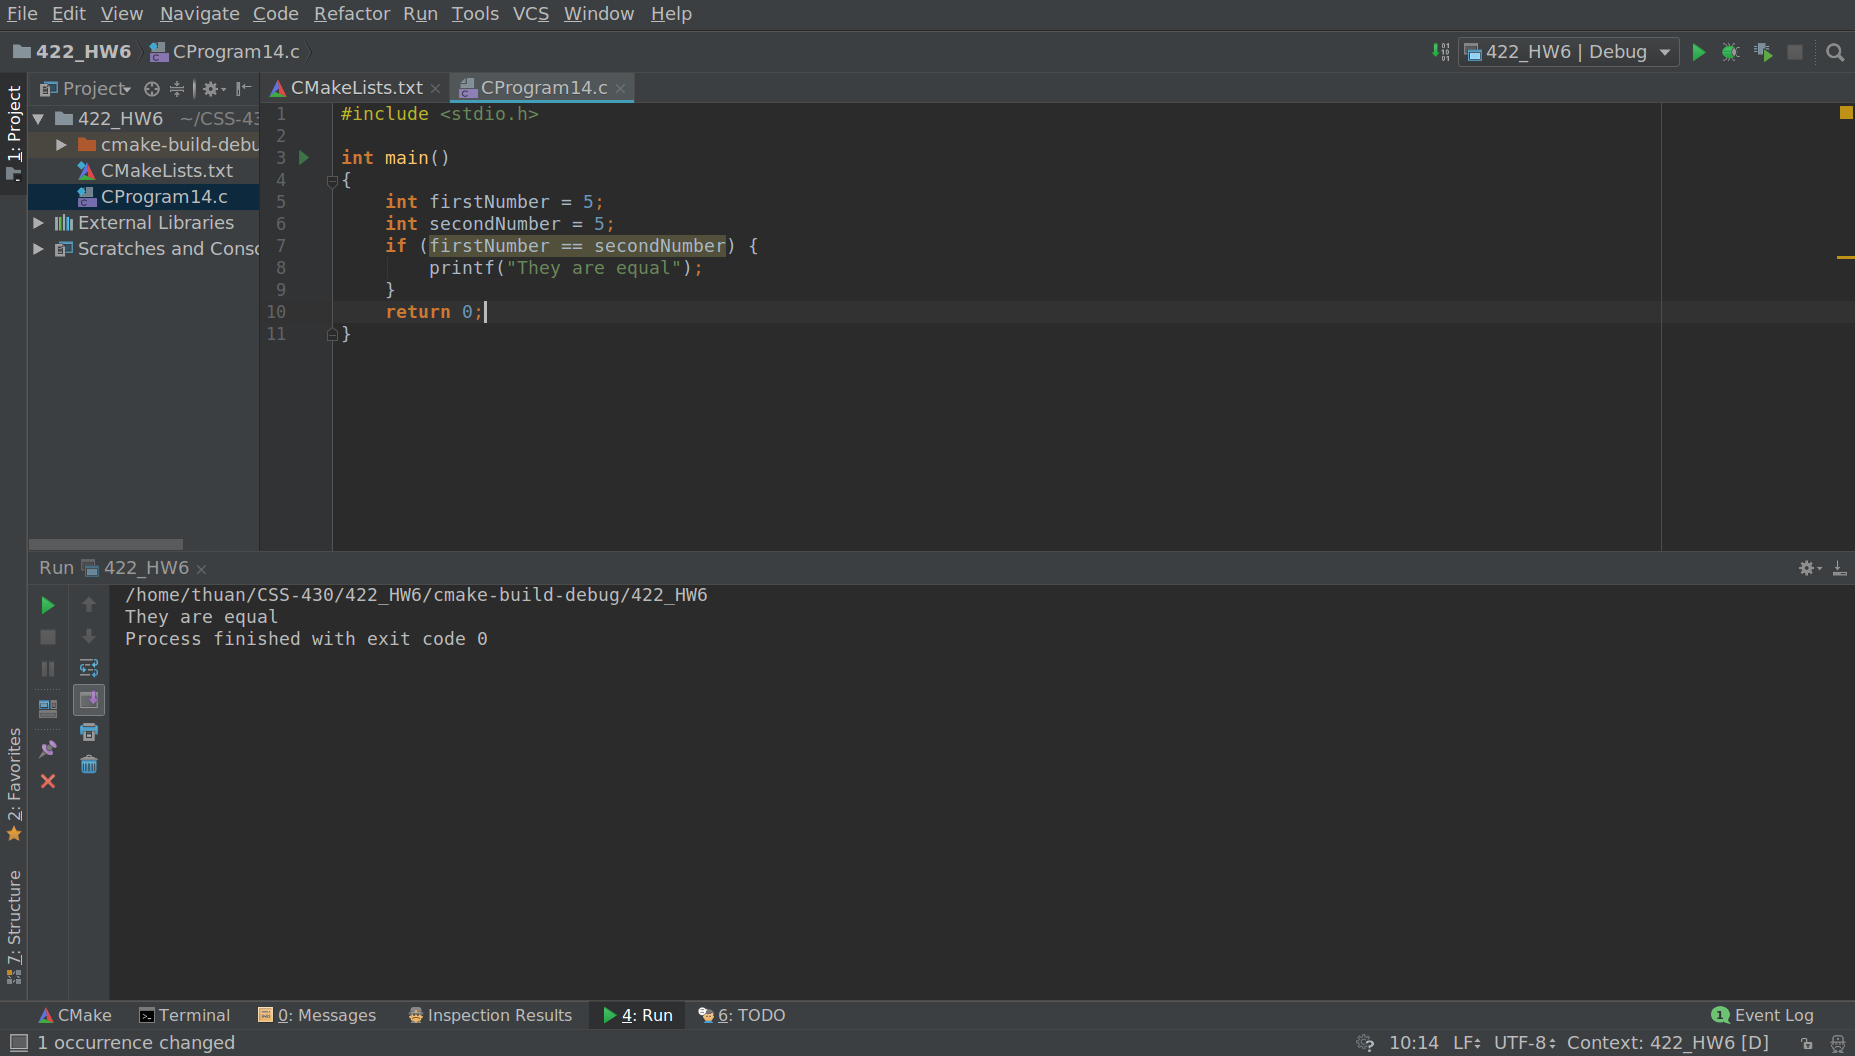 File Edit View Navigate Code Refactor Run Tools VCS Window Help
422_HW6 CProgram14.c
422_HW6 | Debug
1: Project
Project
CMakeLists.txt CProgram14.c
422_HW6 ~/CSS-43
cmake-build-debu
CMakeLists.txt
CProgram14.c
External Libraries
Scratches and Conso
1 #include <stdio.h>
2
3 int main()
4 {
5 int firstNumber = 5;
6 int secondNumber = 5;
7 if (firstNumber == secondNumber) {
8 printf("They are equal");
9 }
10 return 0;
11 }
Run 422_HW6
/home/thuan/CSS-430/422_HW6/cmake-build-debug/422_HW6
They are equal
Process finished with exit code 0
2: Favorites
7: Structure
CMake Terminal 0: Messages Inspection Results 4: Run 6: TODO
1 Event Log
1 occurrence changed
10:14 LF UTF-8 Context: 422_HW6 [D]